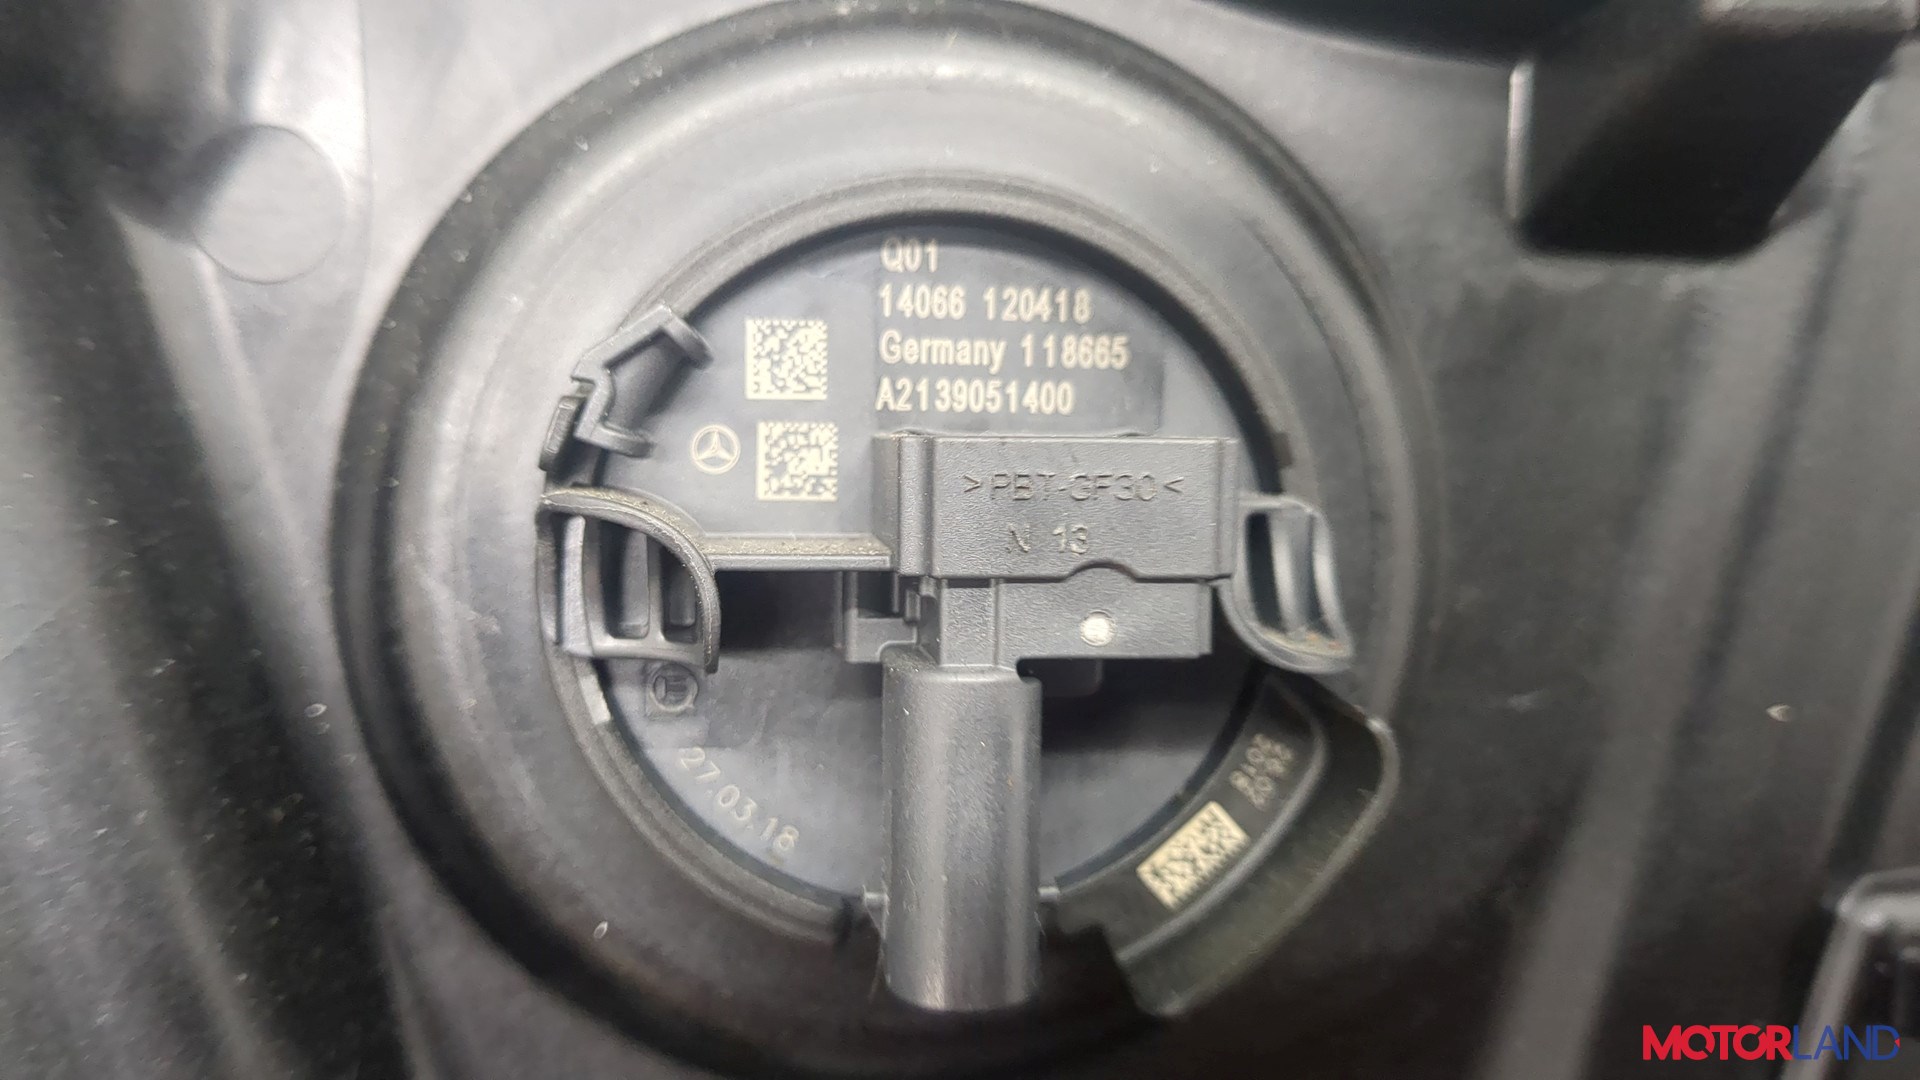 Q01
14066 120418
Germany 118665
A2139051400
>PBT-GF30<
N 13
27.03.18
MOTORLAND